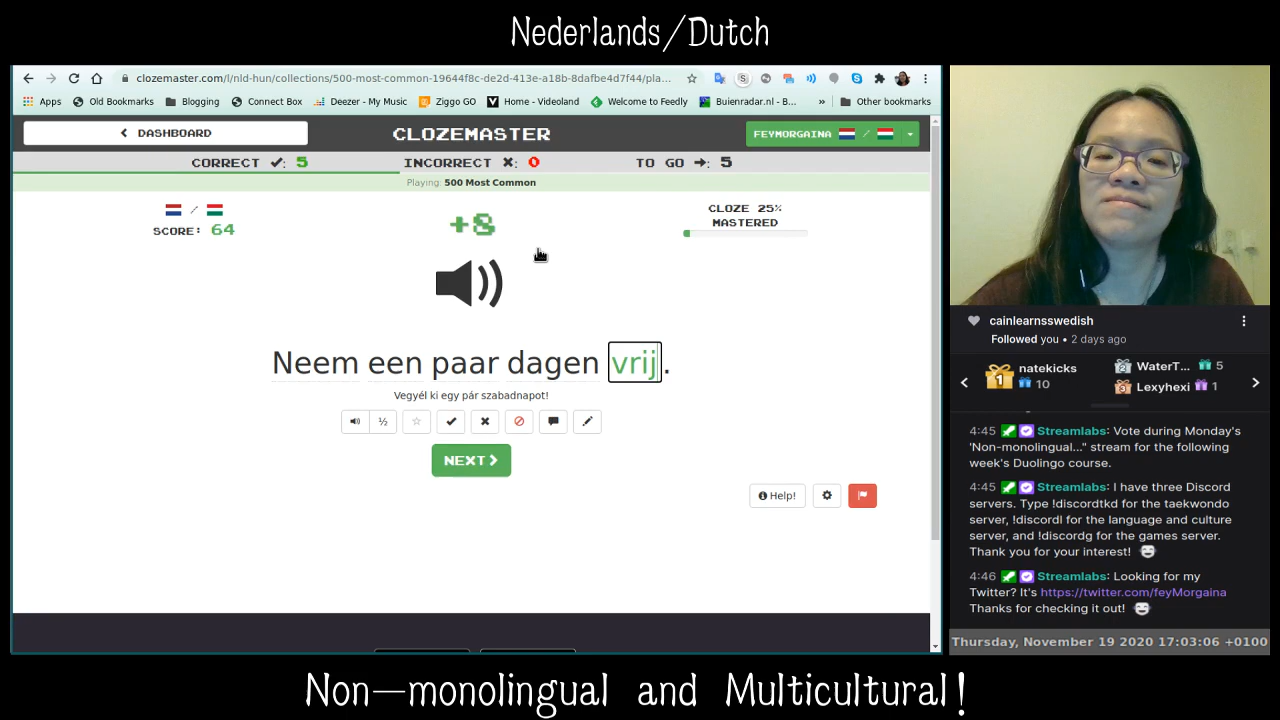 Nederlands/Dutch
clozemaster.com/l/nld-hun/collections/500-most-common-19644f8c-de2d-413e-a18b-8dafbe4d7f44/pla...
Apps Old Bookmarks Blogging Connect Box Deezer - My Music Ziggo GO Home - Videoland Welcome to Feedly Buienradar.nl - B... » Other bookmarks
DASHBOARD
CLOZEMASTER
FEYMORGAINA /
CORRECT ✔: 5 INCORRECT ✖: 0 TO GO ➔: 5
Playing: 500 Most Common
/
SCORE: 64
+8
CLOZE 25%
MASTERED
Neem een paar dagen vrij.
Vegyél ki egy pár szabadnapot!
½
NEXT
Help!
cainlearnsswedish
Followed you • 2 days ago
1 natekicks
10
2 WaterT... 5
3 Lexyhexi 1
4:45 Streamlabs: Vote during Monday's
'Non-monolingual..." stream for the following
week's Duolingo course.
4:45 Streamlabs: I have three Discord
servers. Type !discordtkd for the taekwondo
server, !discordl for the language and culture
server, and !discordg for the games server.
Thank you for your interest!
4:46 Streamlabs: Looking for my
Twitter? It's https://twitter.com/feyMorgaina
Thanks for checking it out!
Thursday, November 19 2020 17:03:06 +0100
Non-monolingual and Multicultural!